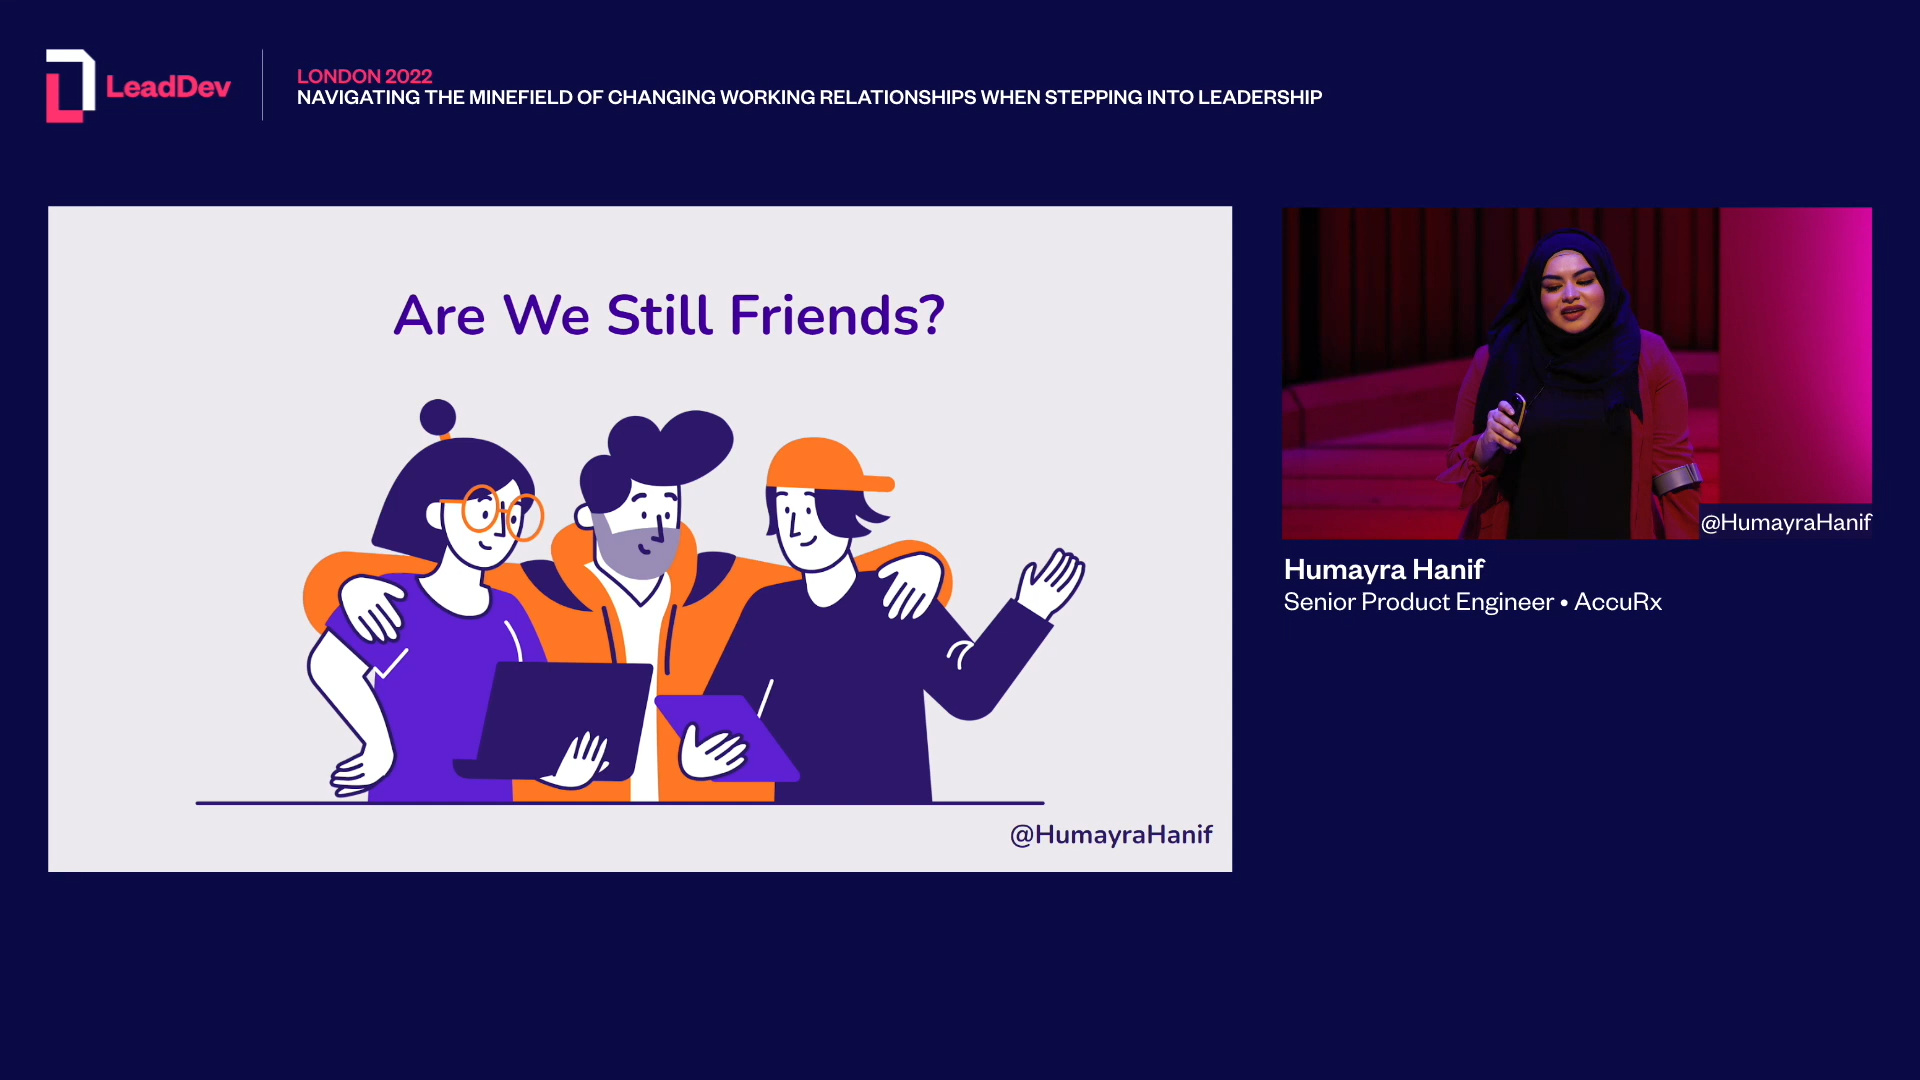 LeadDev
LONDON 2022
NAVIGATING THE MINEFIELD OF CHANGING WORKING RELATIONSHIPS WHEN STEPPING INTO LEADERSHIP
Are We Still Friends?
@HumayraHanif
@HumayraHanif
Humayra Hanif
Senior Product Engineer • AccuRx